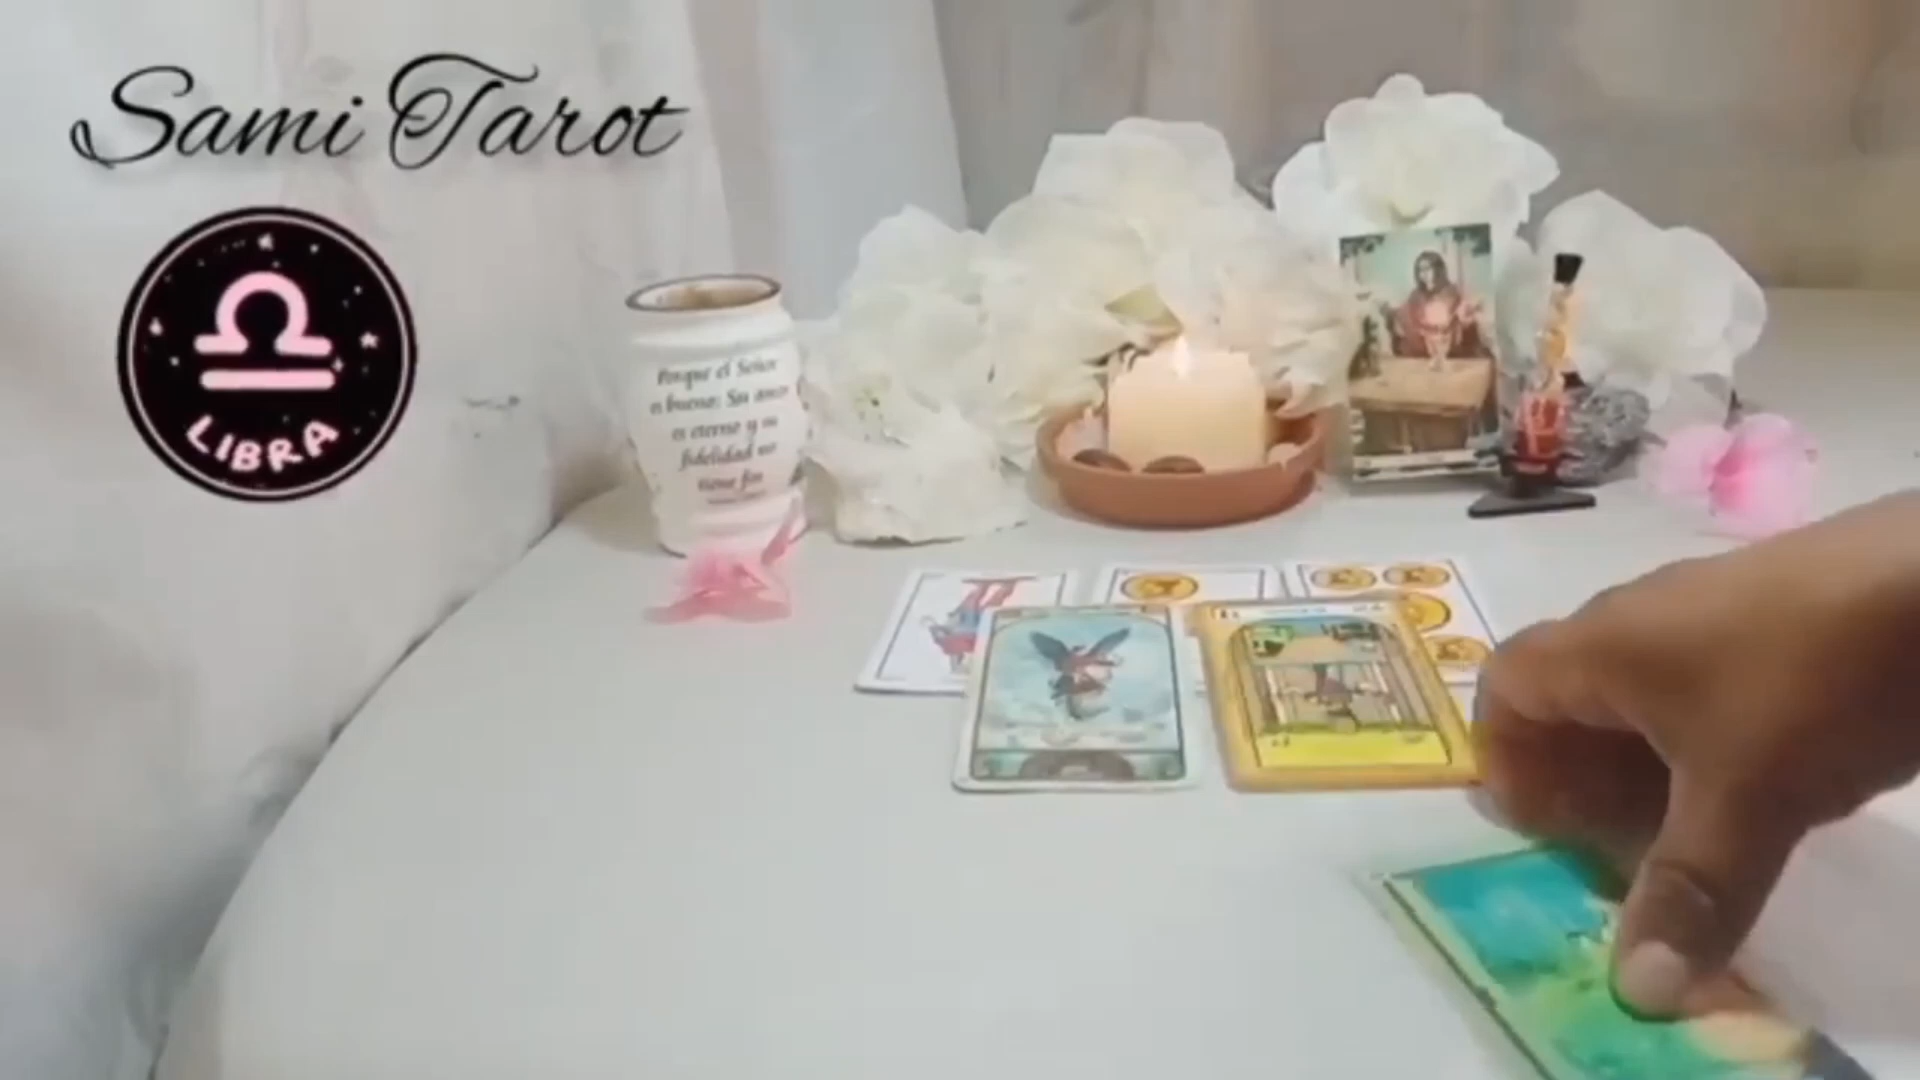 Sami Tarot
LIBRA
Porque el Señor
es bueno; Su amor
es eterno y su
fidelidad no
tiene fin